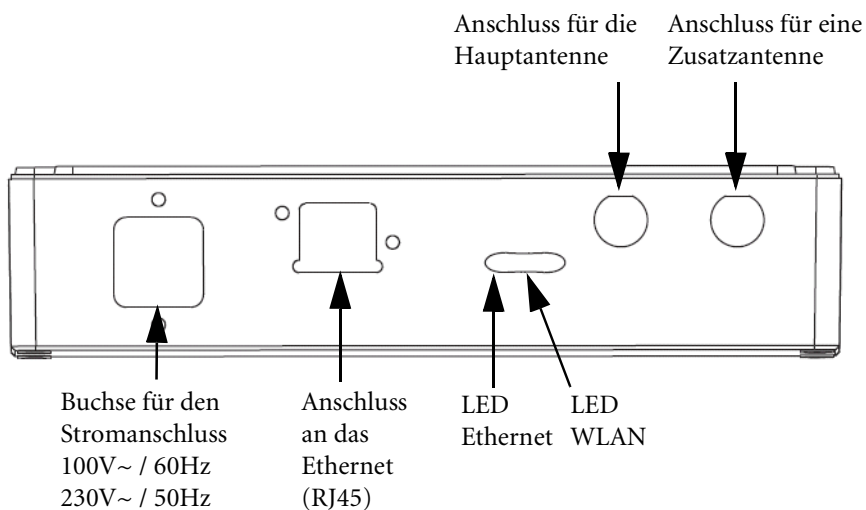 Anschluss für die
Hauptantenne
Anschluss für eine
Zusatzantenne
Buchse für den
Stromanschluss
100V~ / 60Hz
230V~ / 50Hz
Anschluss
an das
Ethernet
(RJ45)
LED
Ethernet
LED
WLAN